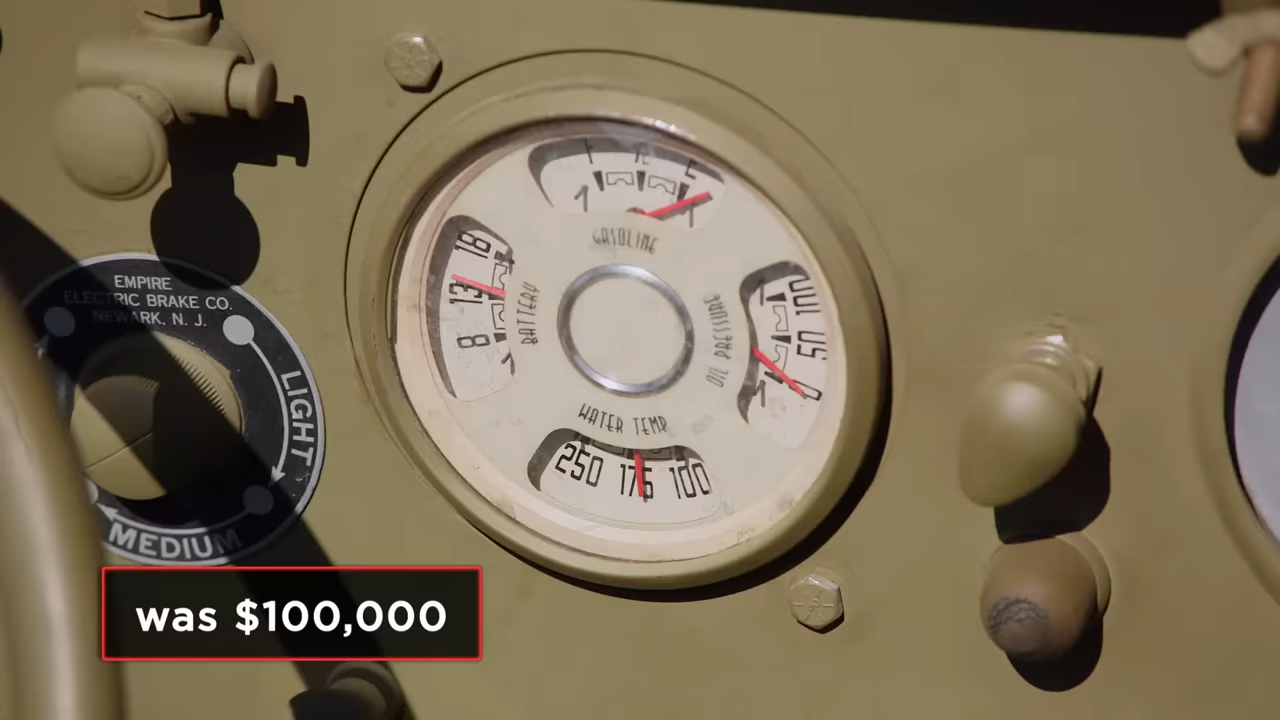 EMPIRE
ELECTRIC BRAKE CO.
NEWARK, N. J.
LIGHT
MEDIUM
GASOLINE
18
13
8
BATTERY
OIL PRESSURE
100
50
0
WATER TEMP
250 175 100
was $100,000